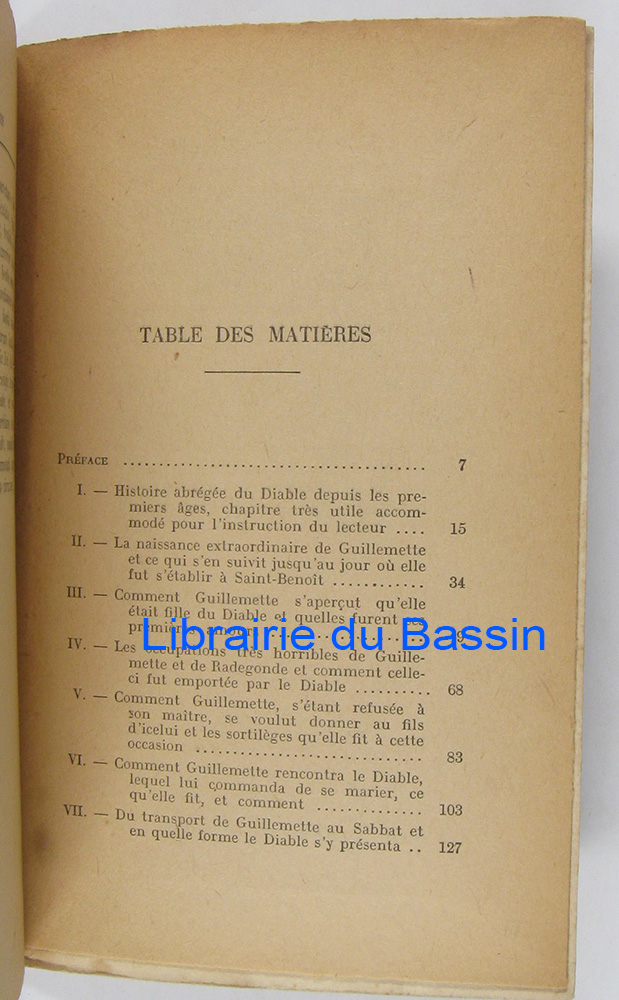 TABLE DES MATIÈRES
PRÉFACE ........................................ 7
I. — Histoire abrégée du Diable depuis les pre-
miers âges, chapitre très utile accom-
modé pour l'instruction du lecteur .... 15
II. — La naissance extraordinaire de Guillemette
et ce qui s'en suivit jusqu'au jour où elle
fut s'établir à Saint-Benoît ............ 34
III. — Comment Guillemette s'aperçut qu'elle
était fille du Diable et quelles furent ses
Librairie du Bassin
IV. — Les occupations très horribles de Guille-
mette et de Radegonde et comment celle-
ci fut emportée par le Diable .......... 68
V. — Comment Guillemette, s'étant refusée à
son maître, se voulut donner au fils
d'icelui et les sortilèges qu'elle fit à cette
occasion .............................. 83
VI. — Comment Guillemette rencontra le Diable,
lequel lui commanda de se marier, ce
qu'elle fit, et comment .............. 103
VII. — Du transport de Guillemette au Sabbat et
en quelle forme le Diable s'y présenta .. 127